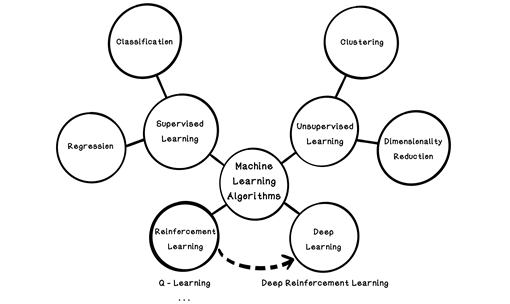 Classification
Clustering
Supervised
Learning
Unsupervised
Learning
Regression
Dimensionality
Reduction
Machine
Learning
Algorithms
Reinforcement
Learning
Deep
Learning
Q - Learning
Deep Reinforcement Learning
...